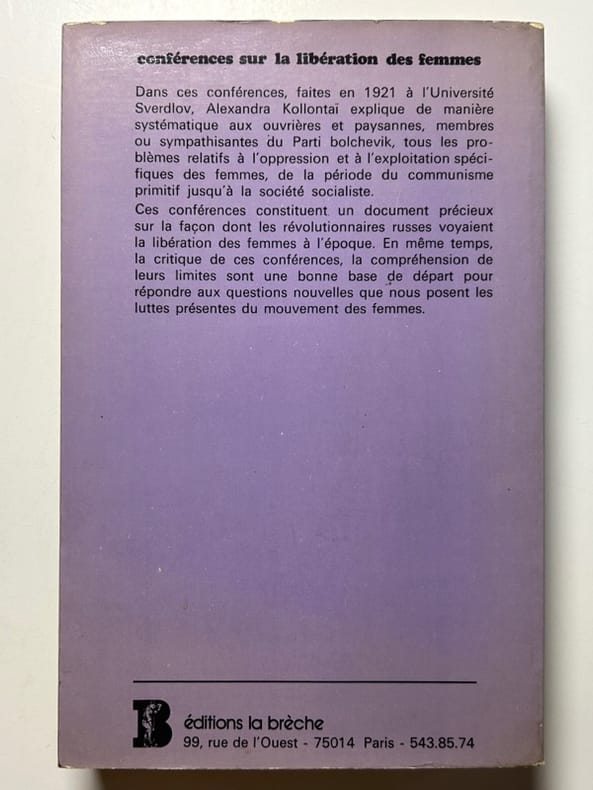 conférences sur la libération des femmes
Dans ces conférences, faites en 1921 à l'Université
Sverdlov, Alexandra Kollontaï explique de manière
systématique aux ouvrières et paysannes, membres
ou sympathisantes du Parti bolchevik, tous les pro-
blèmes relatifs à l'oppression et à l'exploitation spéci-
fiques des femmes, de la période du communisme
primitif jusqu'à la société socialiste.
Ces conférences constituent un document précieux
sur la façon dont les révolutionnaires russes voyaient
la libération des femmes à l'époque. En même temps,
la critique de ces conférences, la compréhension de
leurs limites sont une bonne base de départ pour
répondre aux questions nouvelles que nous posent les
luttes présentes du mouvement des femmes.
B éditions la brèche
99, rue de l'Ouest - 75014 Paris - 543.85.74